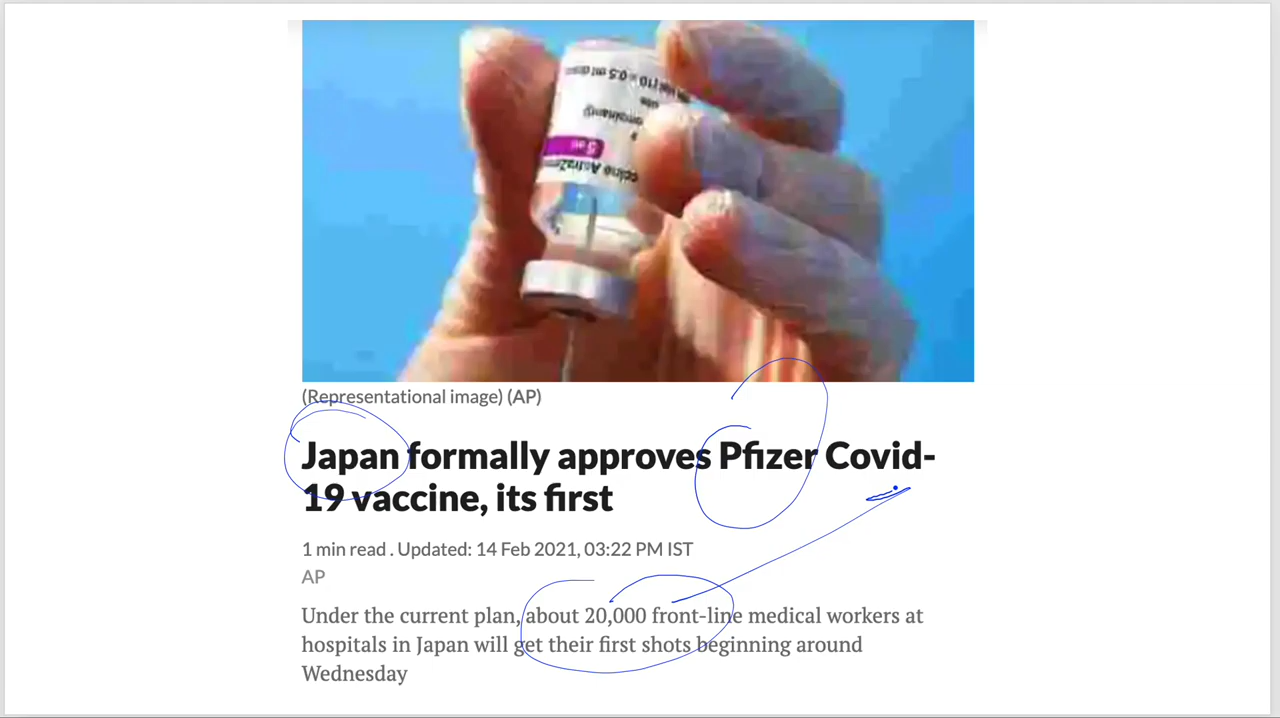 (Representational image) (AP)
Japan formally approves Pfizer Covid-
19 vaccine, its first
1 min read . Updated: 14 Feb 2021, 03:22 PM IST
AP
Under the current plan, about 20,000 front-line medical workers at
hospitals in Japan will get their first shots beginning around
Wednesday